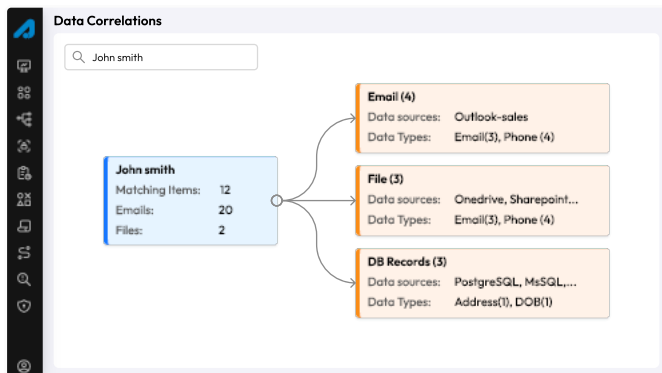 Data Correlations
John smith
Email (4)
Data sources: Outlook-sales
Data Types: Email(3), Phone (4)
John smith
Matching Items: 12
Emails: 20
Files: 2
File (3)
Data sources: Onedrive, Sharepoint...
Data Types: Email(3), Phone (4)
DB Records (3)
Data sources: PostgreSQL, MsSQL,...
Data Types: Address(1), DOB(1)